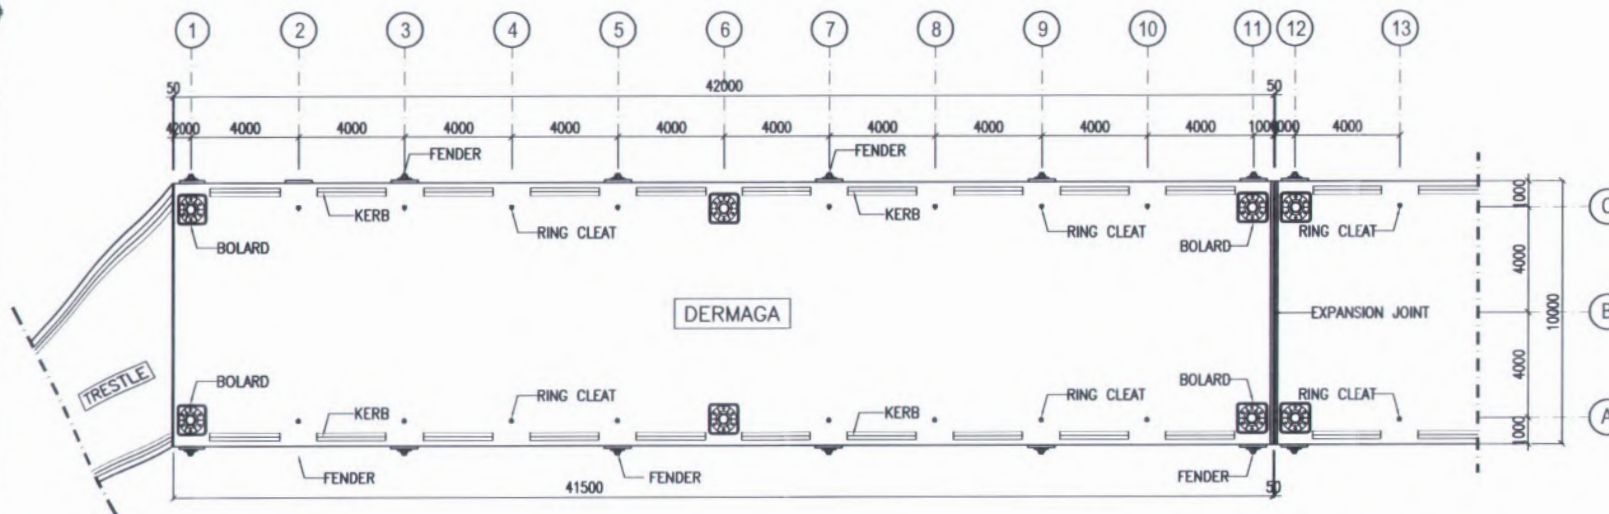 1 2 3 4 5 6 7 8 9 10 11 12 13
50 42000 50
42000 4000 4000 4000 4000 4000 4000 4000 4000 4000 4000 4000
FENDER FENDER
KERB KERB
RING CLEAT RING CLEAT RING CLEAT
BOLARD BOLARD
1000
4000
10000
4000
1000
C
B
A
DERMAGA
EXPANSION JOINT
TRESTLE
BOLARD BOLARD
RING CLEAT RING CLEAT RING CLEAT
KERB KERB
FENDER FENDER FENDER
41500 50